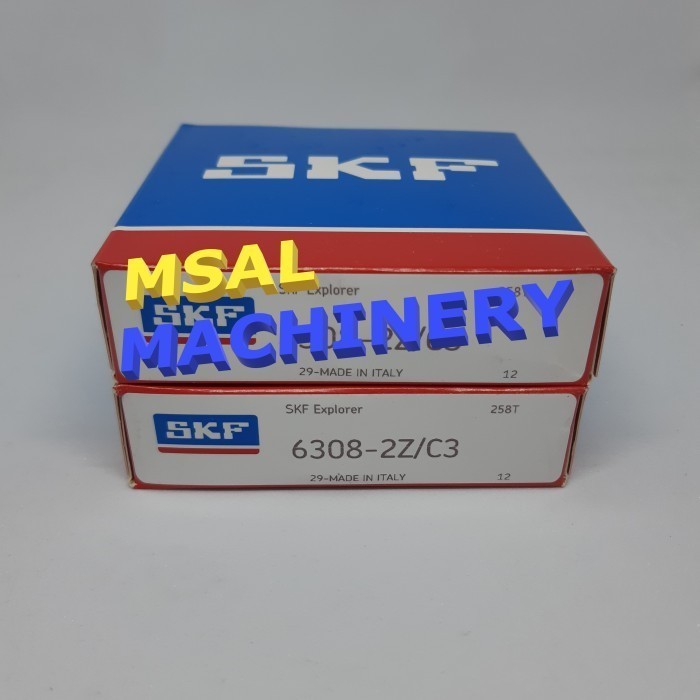 SKF
MSAL
MACHINERY
SKF Explorer
SKF
29-MADE IN ITALY
12
SKF Explorer
258T
SKF
6308-2Z/C3
29-MADE IN ITALY
12